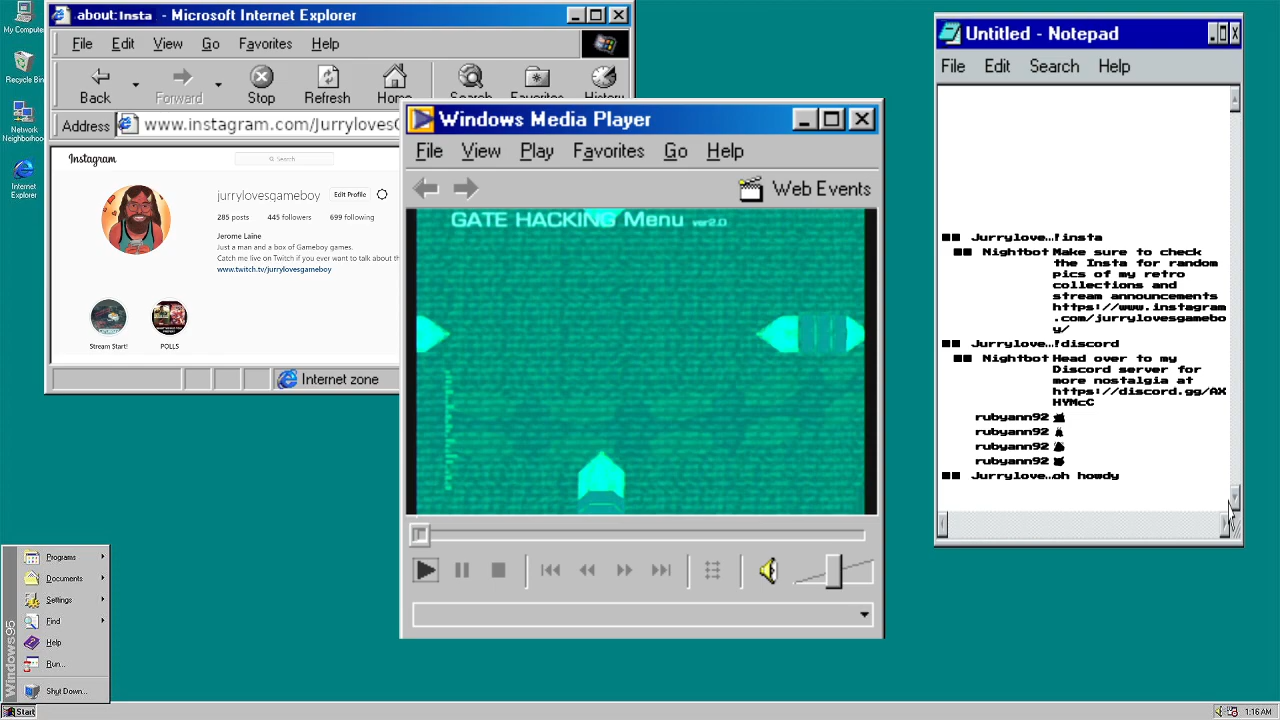 My Compute
Recycle Bin
Network
Neighborhood
Internet
Explorer
about:Insta - Microsoft Internet Explorer
File Edit View Go Favorites Help
Back Forward Stop Refresh Home Search Favorites History
Address www.instagram.com/Jurryloves
Instagram
Search
jurrylovesgameboy Edit Profile
285 posts 445 followers 699 following
Jerome Laine
Just a man and a box of Gameboy games.
Catch me live on Twitch if you ever want to talk about th
www.twitch.tv/jurrylovesgameboy
Stream Start! POLLS
Internet zone
Windows Media Player
File View Play Favorites Go Help
Web Events
GATE HACKING Menu ver2.0
Untitled - Notepad
File Edit Search Help
Jurrylove…!insta
Nightbot Make sure to check
the Insta for random
pics of my retro
collections and
stream announcements
https://www.instagram
.com/jurrylovesgamebo
y/
Jurrylove…!discord
Nightbot Head over to my
Discord server for
more nostalgia at
https://discord.gg/AX
HYMcC
rubyann92
rubyann92
rubyann92
rubyann92
Jurrylove…oh howdy
Windows95
Programs
Documents
Settings
Find
Help
Run...
Shut Down...
Start
1:16 AM